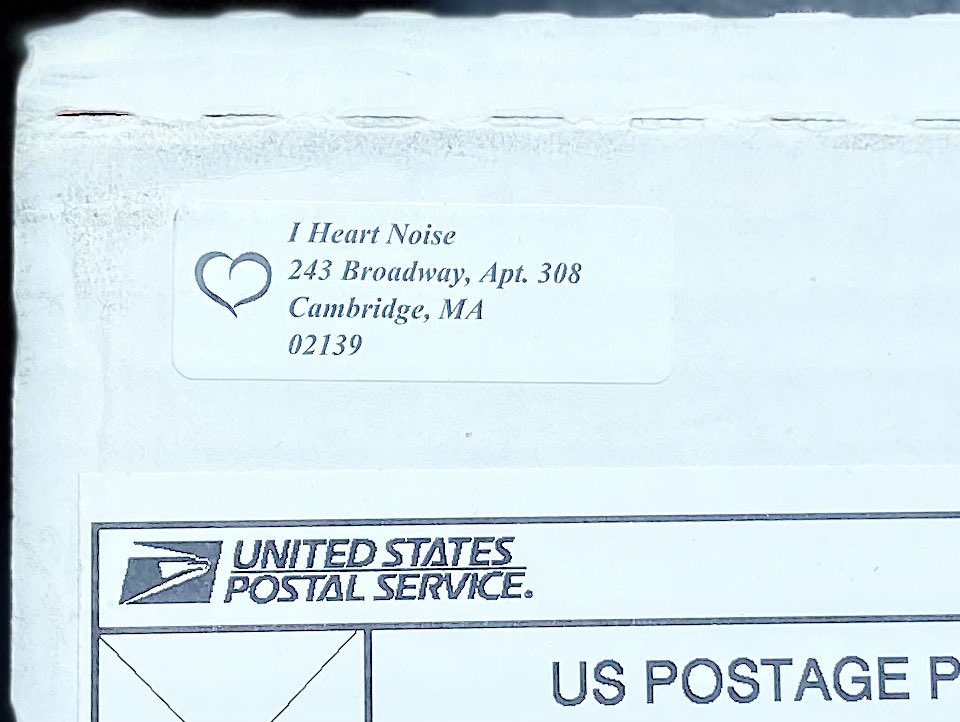 I Heart Noise
243 Broadway, Apt. 308
Cambridge, MA
02139
UNITED STATES
POSTAL SERVICE.
US POSTAGE P